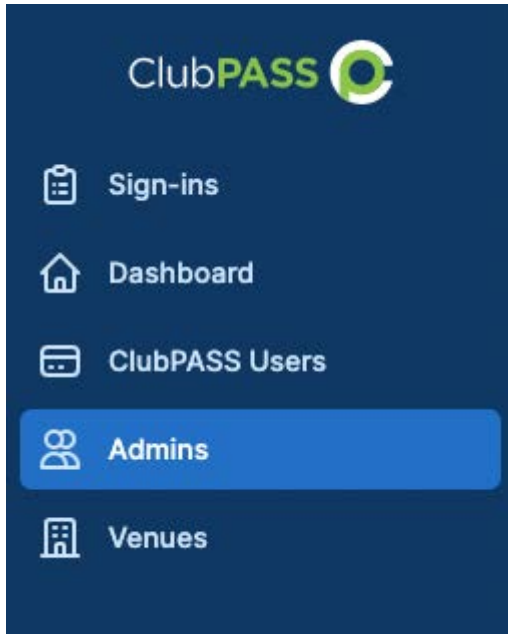 ClubPASS
Sign-ins
Dashboard
ClubPASS Users
Admins
Venues